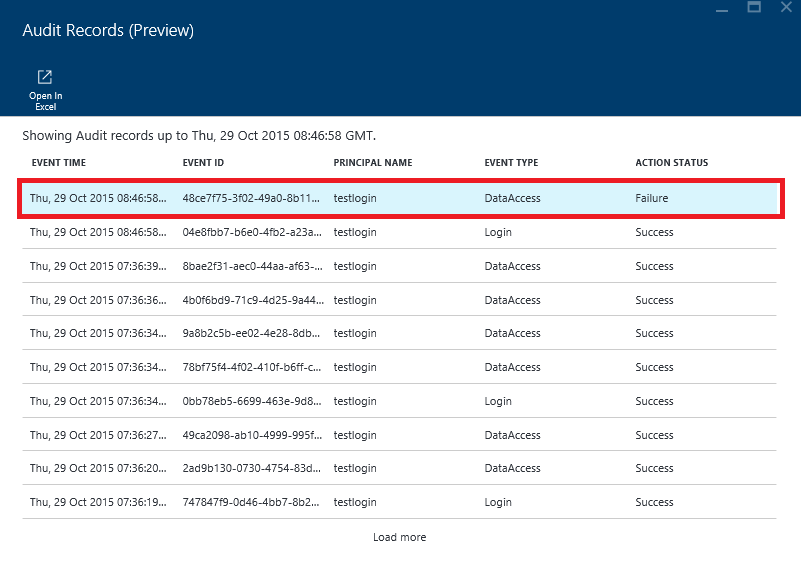 Audit Records (Preview)
Open In
Excel
Showing Audit records up to Thu, 29 Oct 2015 08:46:58 GMT.
EVENT TIME EVENT ID PRINCIPAL NAME EVENT TYPE ACTION STATUS
Thu, 29 Oct 2015 08:46:58... 48ce7f75-3f02-49a0-8b11... testlogin DataAccess Failure
Thu, 29 Oct 2015 08:46:58... 04e8fbb7-b6e0-4fb2-a23a... testlogin Login Success
Thu, 29 Oct 2015 07:36:39... 8bae2f31-aec0-44aa-af63-... testlogin DataAccess Success
Thu, 29 Oct 2015 07:36:36... 4b0f6bd9-71c9-4d25-9a44... testlogin DataAccess Success
Thu, 29 Oct 2015 07:36:34... 9a8b2c5b-ee02-4e28-8db... testlogin DataAccess Success
Thu, 29 Oct 2015 07:36:34... 78bf75f4-4f02-410f-b6ff-c... testlogin DataAccess Success
Thu, 29 Oct 2015 07:36:34... 0bb78eb5-6699-463e-9d8... testlogin Login Success
Thu, 29 Oct 2015 07:36:27... 49ca2098-ab10-4999-995f... testlogin DataAccess Success
Thu, 29 Oct 2015 07:36:20... 2ad9b130-0730-4754-83d... testlogin DataAccess Success
Thu, 29 Oct 2015 07:36:19... 747847f9-0d46-4bb7-8b2... testlogin Login Success
Load more